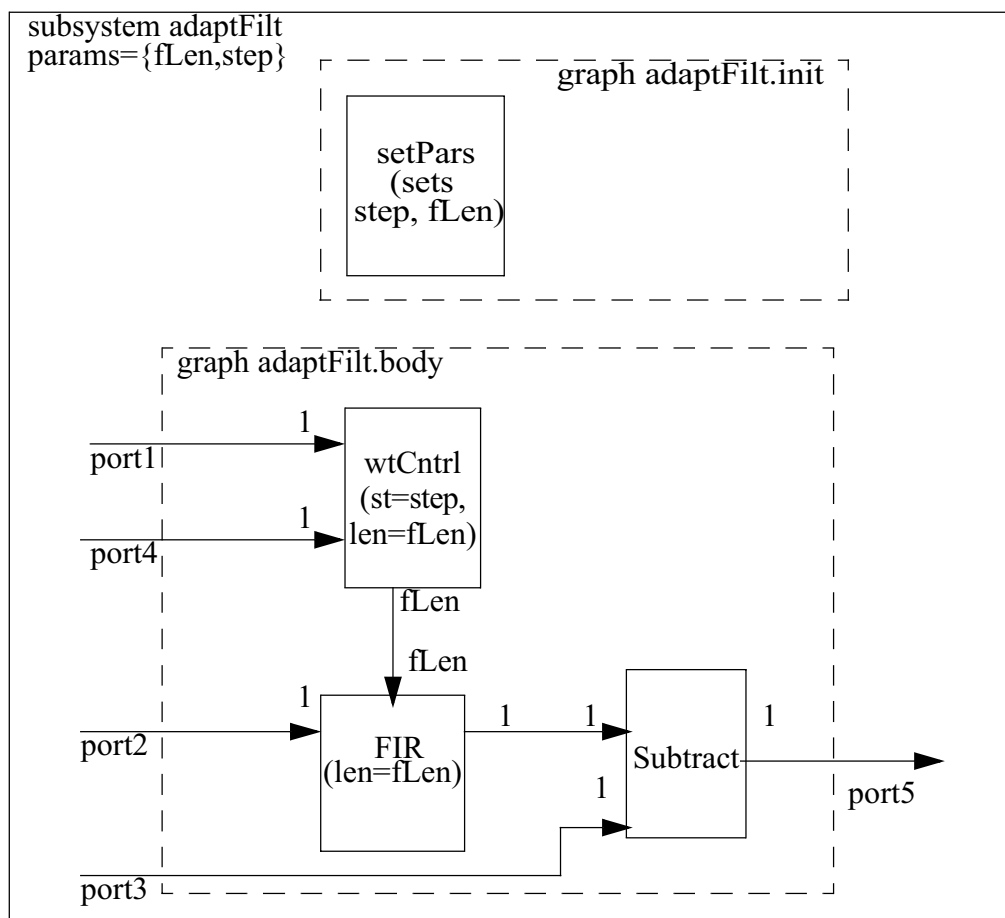 subsystem adaptFilt
params={fLen,step}
graph adaptFilt.init
setPars
(sets
step, fLen)
graph adaptFilt.body
1
port1
wtCntrl
(st=step,
len=fLen)
1
port4
fLen
fLen
1
port2
FIR
(len=fLen)
1
1
1
Subtract
1
port5
port3